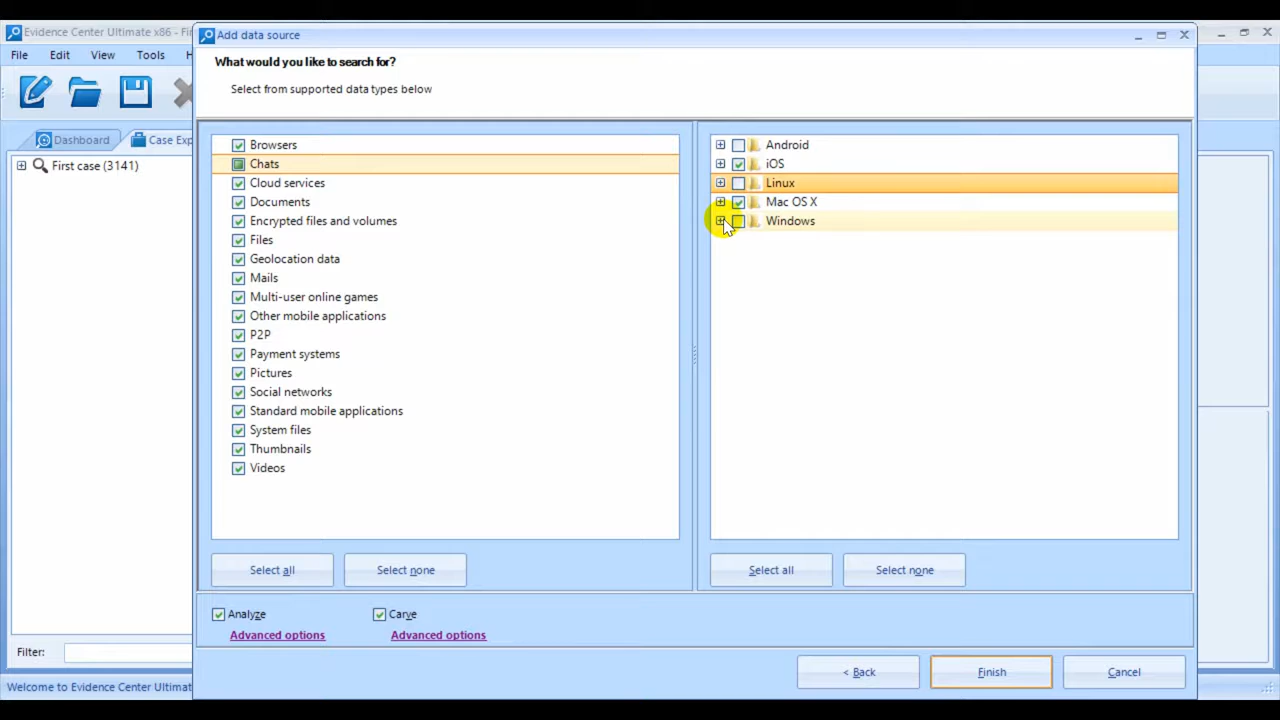 Evidence Center Ultimate x86 - Fir
Add data source
File Edit View Tools H
What would you like to search for?
Select from supported data types below
Dashboard
Case Exp
First case (3141)
Browsers
Chats
Cloud services
Documents
Encrypted files and volumes
Files
Geolocation data
Mails
Multi-user online games
Other mobile applications
P2P
Payment systems
Pictures
Social networks
Standard mobile applications
System files
Thumbnails
Videos
Android
iOS
Linux
Mac OS X
Windows
Select all Select none
Select all Select none
Analyze Carve
Advanced options Advanced options
Filter:
< Back Finish Cancel
Welcome to Evidence Center Ultimat